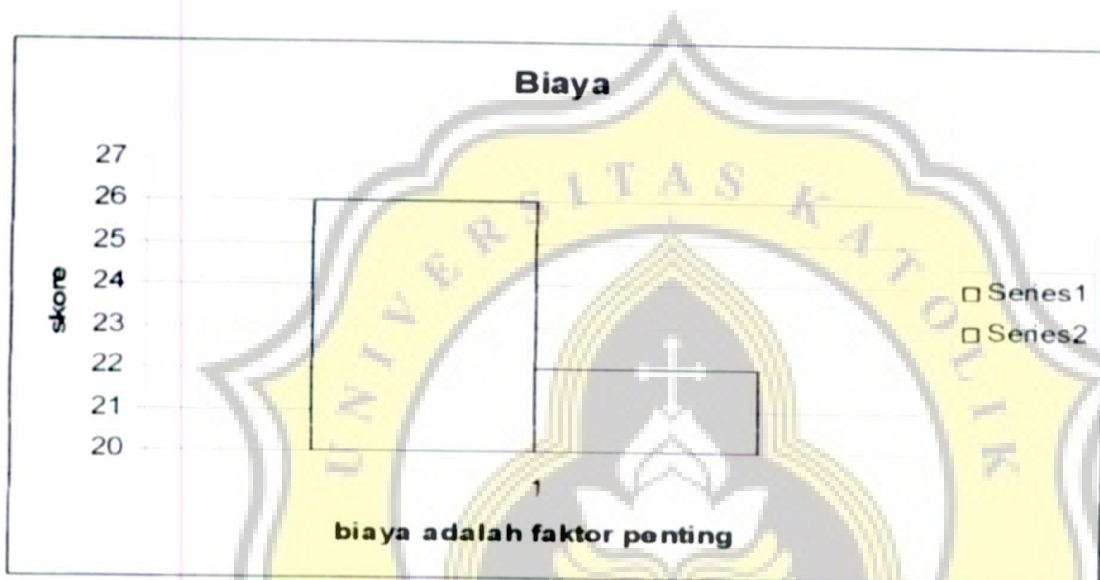 Biaya
27
26
25
24
23
22
21
20
skore
1
biaya adalah faktor penting
Series1
Series2
UNIVERSITAS KATOLIK